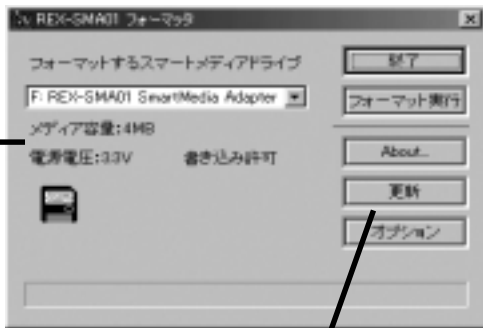 REX-SMA01 フォーマッタ
フォーマットするスマートメディアドライブ
F: REX-SMA01 SmartMedia Adapter
メディア容量:4MB
電源電圧:3.3V 書き込み許可
終了
フォーマット実行
About...
更新
オプション